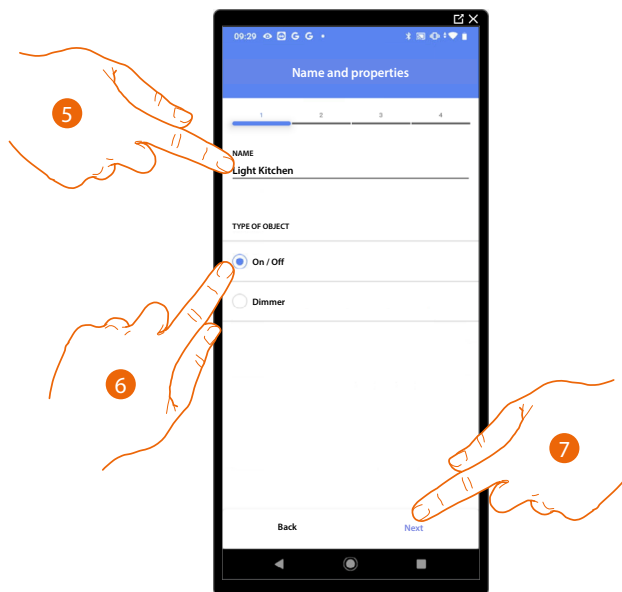 09:29 G G
Name and properties
1 2 3 4
5
NAME
Light Kitchen
TYPE OF OBJECT
On / Off
Dimmer
6
7
Back Next